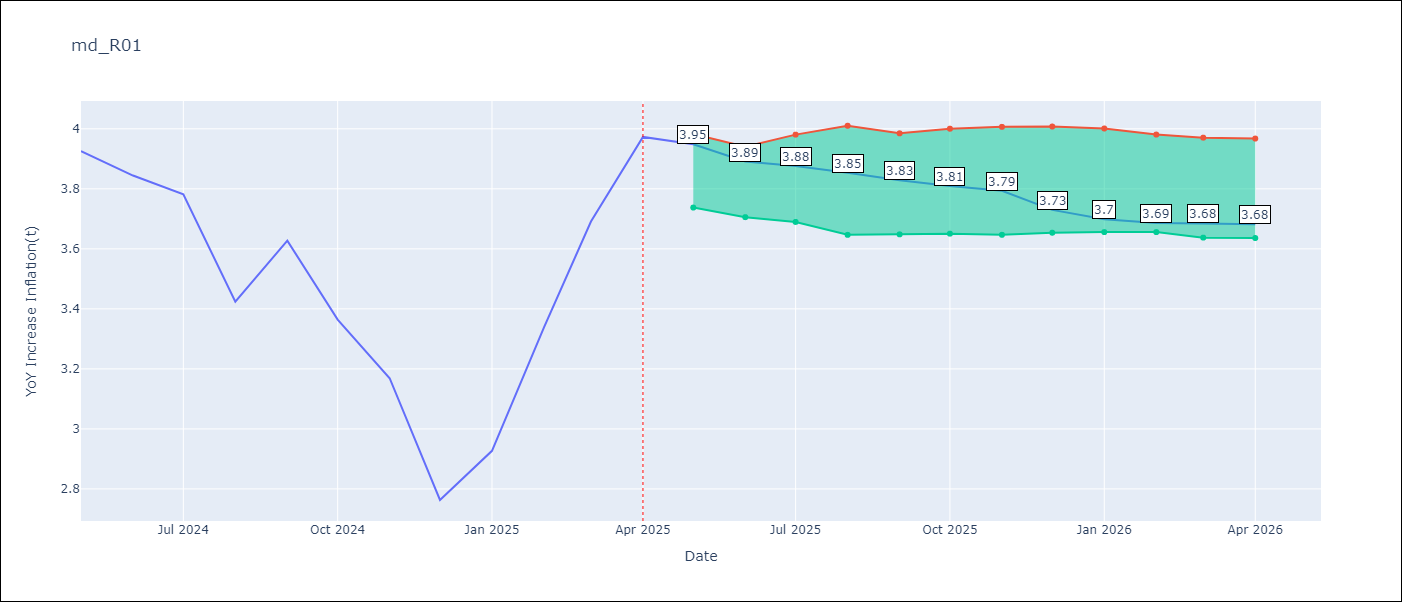 md_R01
YoY Increase Inflation(t)
4
3.8
3.6
3.4
3.2
3
2.8
3.95
3.89
3.88
3.85
3.83
3.81
3.79
3.73
3.7
3.69
3.68
3.68
Jul 2024
Oct 2024
Jan 2025
Apr 2025
Jul 2025
Oct 2025
Jan 2026
Apr 2026
Date